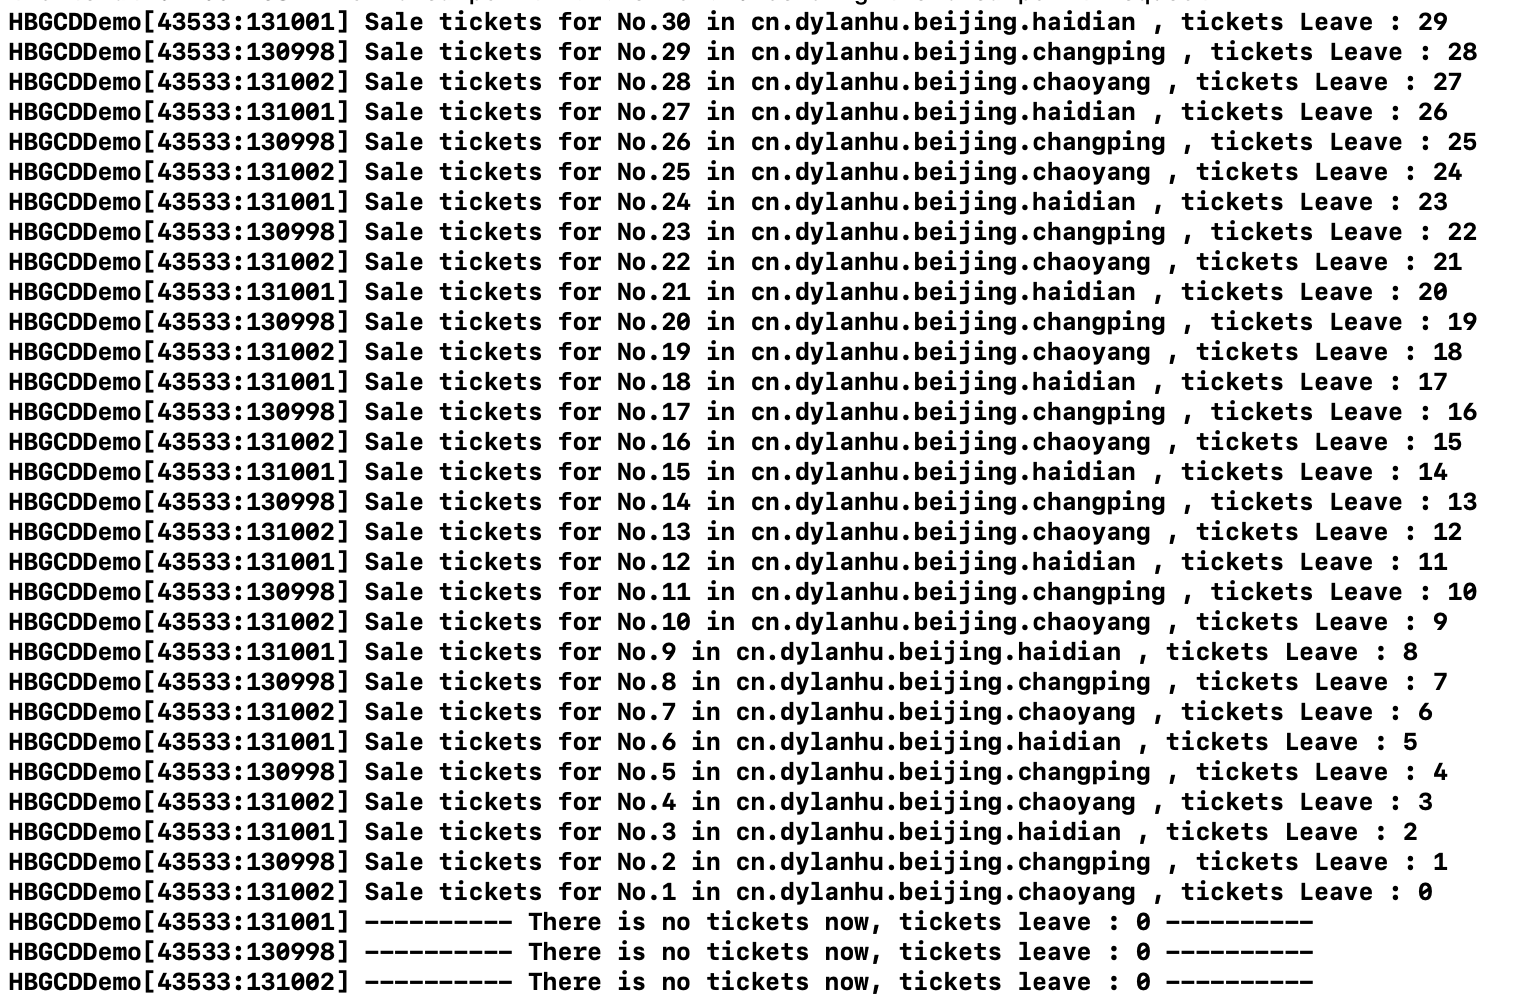 HBGCDDemo[43533:131001] Sale tickets for No.30 in cn.dylanhu.beijing.haidian , tickets Leave : 29
HBGCDDemo[43533:130998] Sale tickets for No.29 in cn.dylanhu.beijing.changping , tickets Leave : 28
HBGCDDemo[43533:131002] Sale tickets for No.28 in cn.dylanhu.beijing.chaoyang , tickets Leave : 27
HBGCDDemo[43533:131001] Sale tickets for No.27 in cn.dylanhu.beijing.haidian , tickets Leave : 26
HBGCDDemo[43533:130998] Sale tickets for No.26 in cn.dylanhu.beijing.changping , tickets Leave : 25
HBGCDDemo[43533:131002] Sale tickets for No.25 in cn.dylanhu.beijing.chaoyang , tickets Leave : 24
HBGCDDemo[43533:131001] Sale tickets for No.24 in cn.dylanhu.beijing.haidian , tickets Leave : 23
HBGCDDemo[43533:130998] Sale tickets for No.23 in cn.dylanhu.beijing.changping , tickets Leave : 22
HBGCDDemo[43533:131002] Sale tickets for No.22 in cn.dylanhu.beijing.chaoyang , tickets Leave : 21
HBGCDDemo[43533:131001] Sale tickets for No.21 in cn.dylanhu.beijing.haidian , tickets Leave : 20
HBGCDDemo[43533:130998] Sale tickets for No.20 in cn.dylanhu.beijing.changping , tickets Leave : 19
HBGCDDemo[43533:131002] Sale tickets for No.19 in cn.dylanhu.beijing.chaoyang , tickets Leave : 18
HBGCDDemo[43533:131001] Sale tickets for No.18 in cn.dylanhu.beijing.haidian , tickets Leave : 17
HBGCDDemo[43533:130998] Sale tickets for No.17 in cn.dylanhu.beijing.changping , tickets Leave : 16
HBGCDDemo[43533:131002] Sale tickets for No.16 in cn.dylanhu.beijing.chaoyang , tickets Leave : 15
HBGCDDemo[43533:131001] Sale tickets for No.15 in cn.dylanhu.beijing.haidian , tickets Leave : 14
HBGCDDemo[43533:130998] Sale tickets for No.14 in cn.dylanhu.beijing.changping , tickets Leave : 13
HBGCDDemo[43533:131002] Sale tickets for No.13 in cn.dylanhu.beijing.chaoyang , tickets Leave : 12
HBGCDDemo[43533:131001] Sale tickets for No.12 in cn.dylanhu.beijing.haidian , tickets Leave : 11
HBGCDDemo[43533:130998] Sale tickets for No.11 in cn.dylanhu.beijing.changping , tickets Leave : 10
HBGCDDemo[43533:131002] Sale tickets for No.10 in cn.dylanhu.beijing.chaoyang , tickets Leave : 9
HBGCDDemo[43533:131001] Sale tickets for No.9 in cn.dylanhu.beijing.haidian , tickets Leave : 8
HBGCDDemo[43533:130998] Sale tickets for No.8 in cn.dylanhu.beijing.changping , tickets Leave : 7
HBGCDDemo[43533:131002] Sale tickets for No.7 in cn.dylanhu.beijing.chaoyang , tickets Leave : 6
HBGCDDemo[43533:131001] Sale tickets for No.6 in cn.dylanhu.beijing.haidian , tickets Leave : 5
HBGCDDemo[43533:130998] Sale tickets for No.5 in cn.dylanhu.beijing.changping , tickets Leave : 4
HBGCDDemo[43533:131002] Sale tickets for No.4 in cn.dylanhu.beijing.chaoyang , tickets Leave : 3
HBGCDDemo[43533:131001] Sale tickets for No.3 in cn.dylanhu.beijing.haidian , tickets Leave : 2
HBGCDDemo[43533:130998] Sale tickets for No.2 in cn.dylanhu.beijing.changping , tickets Leave : 1
HBGCDDemo[43533:131002] Sale tickets for No.1 in cn.dylanhu.beijing.chaoyang , tickets Leave : 0
HBGCDDemo[43533:131001] ---------- There is no tickets now, tickets leave : 0 ----------
HBGCDDemo[43533:130998] ---------- There is no tickets now, tickets leave : 0 ----------
HBGCDDemo[43533:131002] ---------- There is no tickets now, tickets leave : 0 ----------